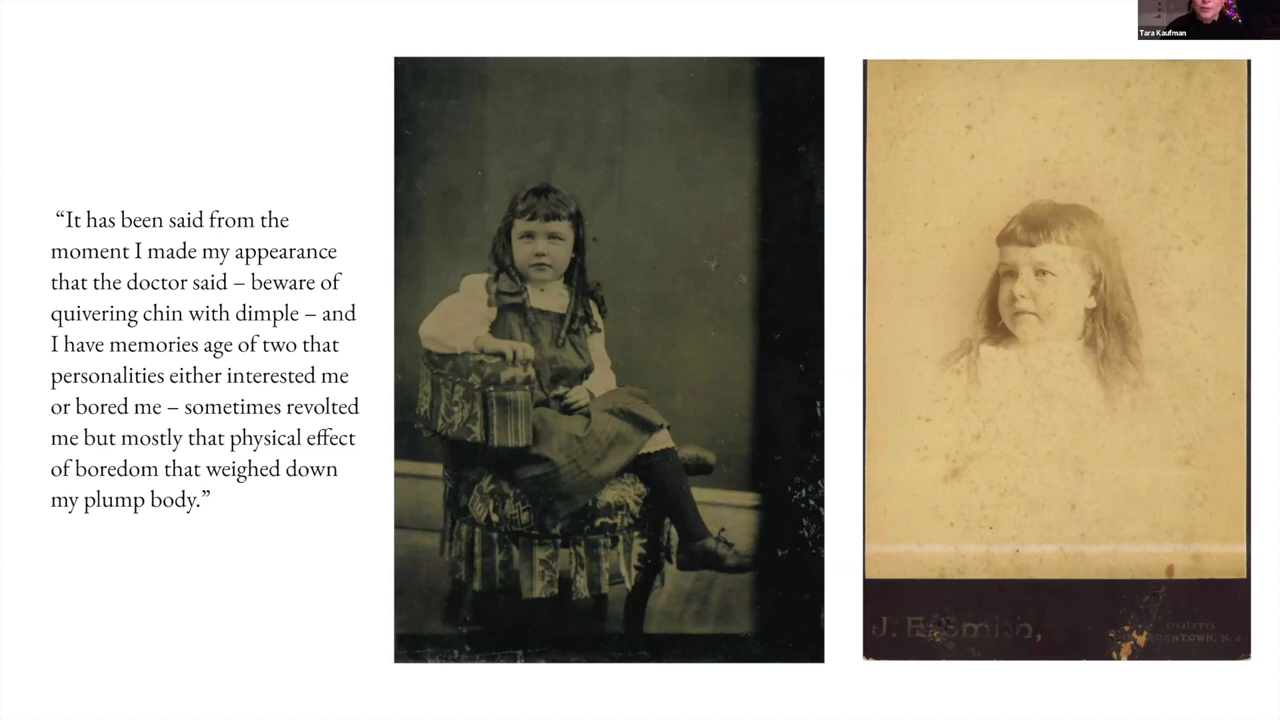 Tara Kaufman
“It has been said from the
moment I made my appearance
that the doctor said – beware of
quivering chin with dimple – and
I have memories age of two that
personalities either interested me
or bored me – sometimes revolted
me but mostly that physical effect
of boredom that weighed down
my plump body.”
J. E. Smith,
PHOTO.